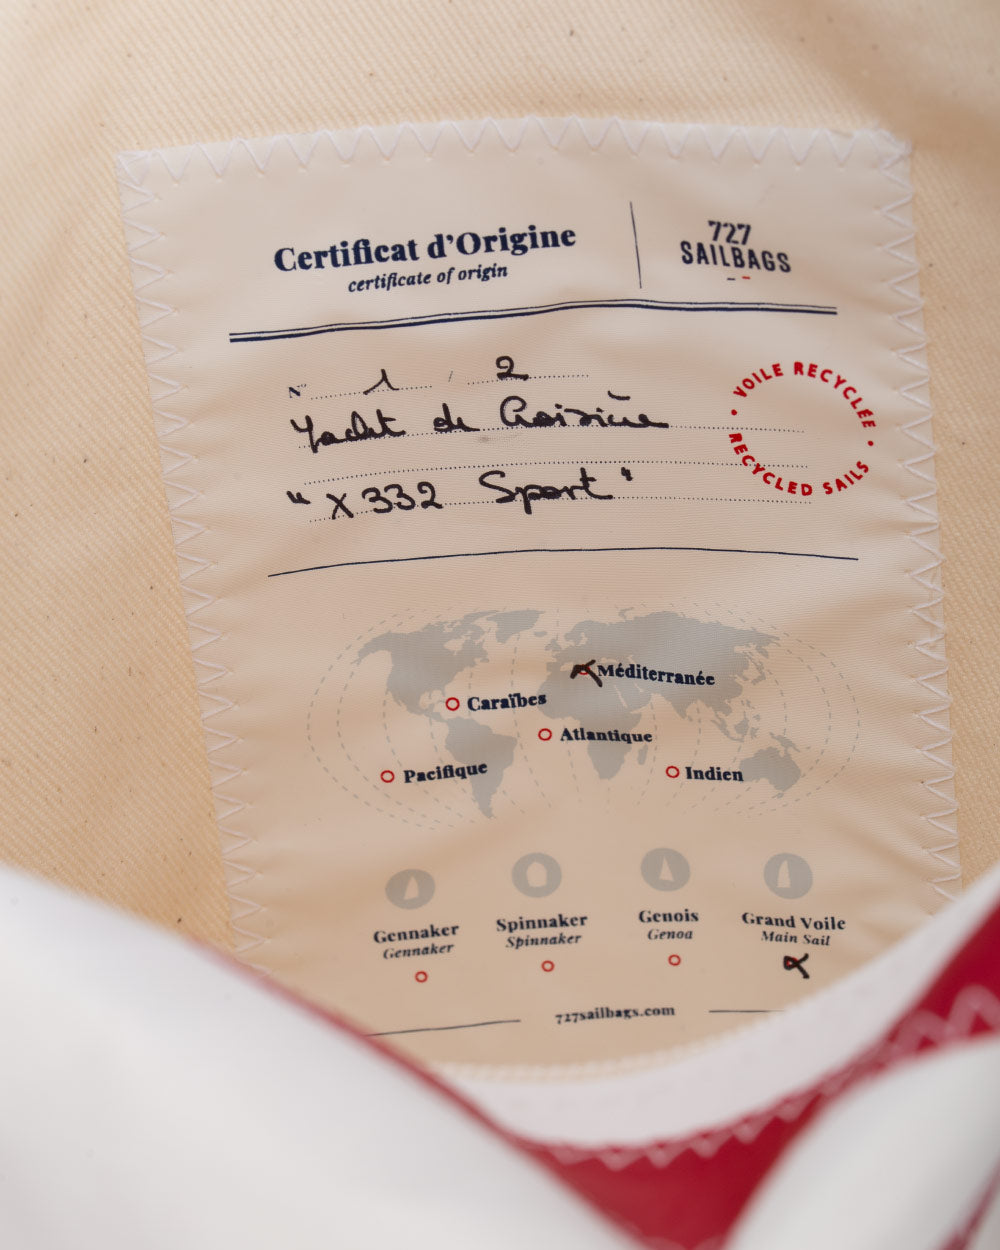 Certificat d'Origine
certificate of origin
727
SAILBAGS
N° 1 / 2
Yacht de Croisière
"X332 Sport"
VOILE RECYCLÉE • RECYCLED SAILS •
Méditerranée
Caraïbes
Atlantique
Pacifique
Indien
Gennaker
Gennaker
Spinnaker
Spinnaker
Genois
Genoa
Grand Voile
Main Sail
727sailbags.com